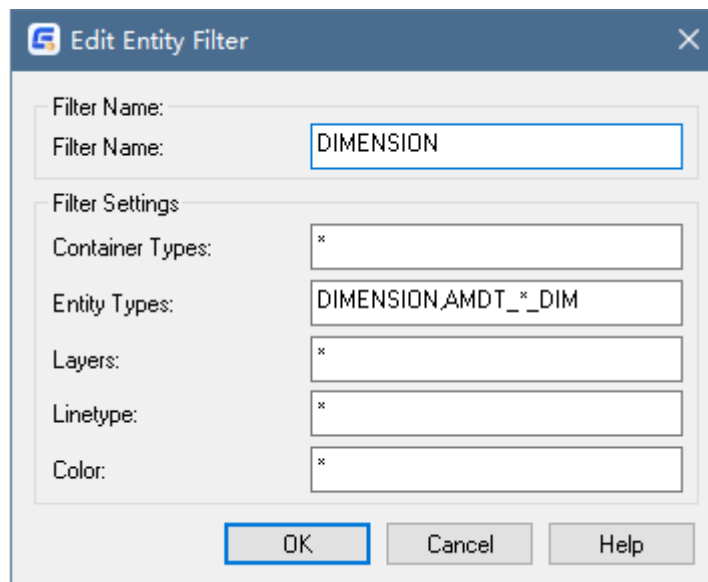 Edit Entity Filter
Filter Name:
Filter Name: DIMENSION
Filter Settings
Container Types: *
Entity Types: DIMENSION,AMDT_*_DIM
Layers: *
Linetype: *
Color: *
OK Cancel Help